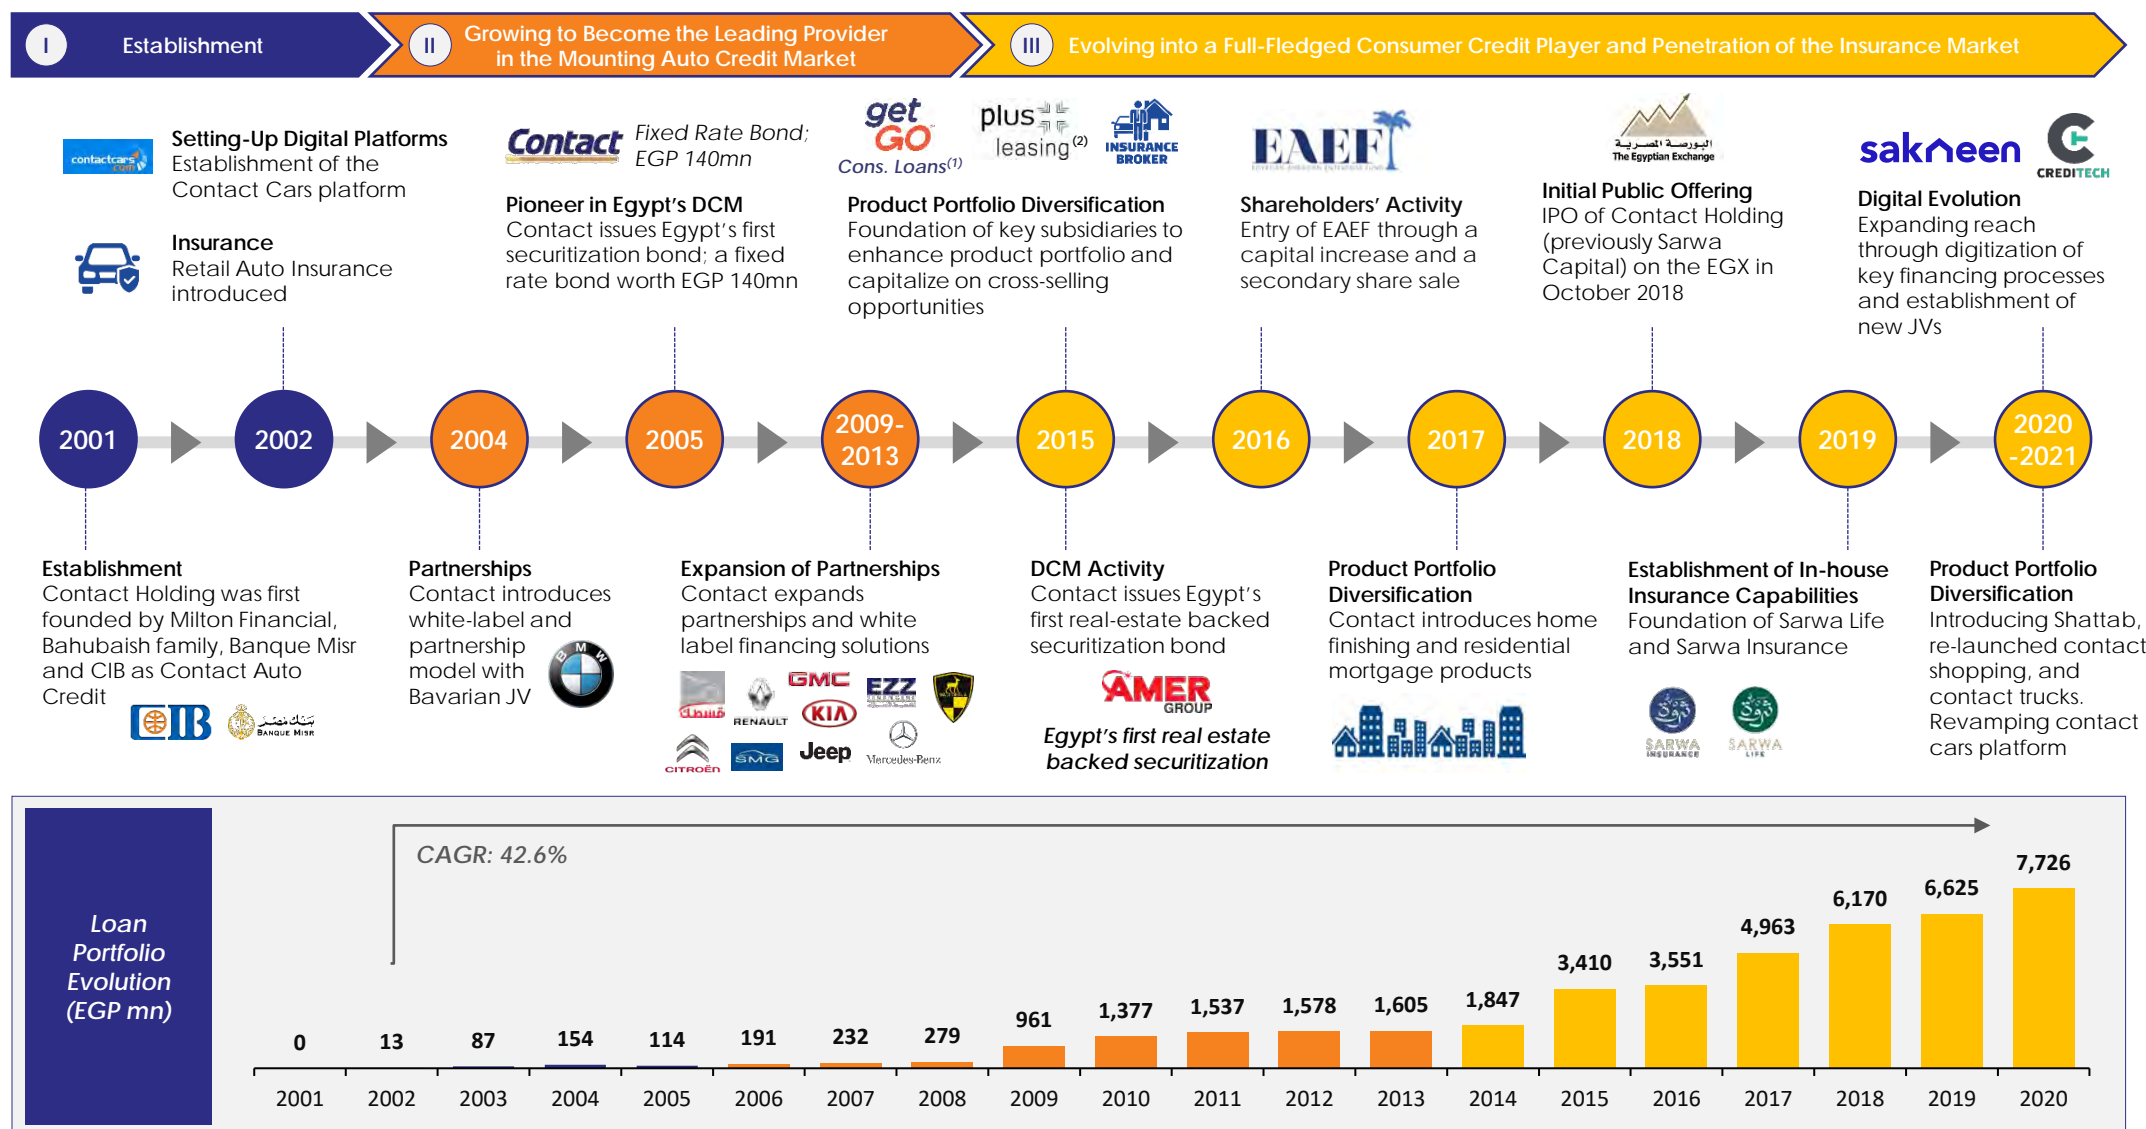 I
Establishment
II
Growing to Become the Leading Provider
in the Mounting Auto Credit Market
III
Evolving into a Full-Fledged Consumer Credit Player and Penetration of the Insurance Market
contactcars
.com
Setting-Up Digital Platforms
Establishment of the
Contact Cars platform
Insurance
Retail Auto Insurance
introduced
Contact
Fixed Rate Bond;
EGP 140mn
Pioneer in Egypt's DCM
Contact issues Egypt's first
securitization bond; a fixed
rate bond worth EGP 140mn
get
GO
Cons. Loans(1)
plus
leasing(2)
INSURANCE
BROKER
Product Portfolio Diversification
Foundation of key subsidiaries to
enhance product portfolio and
capitalize on cross-selling
opportunities
EAEF
Shareholders' Activity
Entry of EAEF through a
capital increase and a
secondary share sale
البورصة المصرية
The Egyptian Exchange
Initial Public Offering
IPO of Contact Holding
(previously Sarwa
Capital) on the EGX in
October 2018
sakneen
CREDITECH
Digital Evolution
Expanding reach
through digitization of
key financing processes
and establishment of
new JVs
2001
2002
2004
2005
2009-
2013
2015
2016
2017
2018
2019
2020
-2021
Establishment
Contact Holding was first
founded by Milton Financial,
Bahubaish family, Banque Misr
and CIB as Contact Auto
Credit
CIB
بنك مصر
BANQUE MISR
Partnerships
Contact introduces
white-label and
partnership
model with
Bavarian JV
BMW
Expansion of Partnerships
Contact expands
partnerships and white
label financing solutions
قسطك
RENAULT
GMC
KIA
EZZ
CITROËN
SMG
Jeep
Mercedes-Benz
DCM Activity
Contact issues Egypt's
first real-estate backed
securitization bond
AMER
GROUP
Egypt's first real estate
backed securitization
Product Portfolio
Diversification
Contact introduces home
finishing and residential
mortgage products
Establishment of In-house
Insurance Capabilities
Foundation of Sarwa Life
and Sarwa Insurance
ثروة
SARWA
INSURANCE
ثروة
SARWA
LIFE
Product Portfolio
Diversification
Introducing Shattab,
re-launched contact
shopping, and
contact trucks.
Revamping contact
cars platform
Loan
Portfolio
Evolution
(EGP mn)
CAGR: 42.6%
0
13
87
154
114
191
232
279
961
1,377
1,537
1,578
1,605
1,847
3,410
3,551
4,963
6,170
6,625
7,726
2001
2002
2003
2004
2005
2006
2007
2008
2009
2010
2011
2012
2013
2014
2015
2016
2017
2018
2019
2020